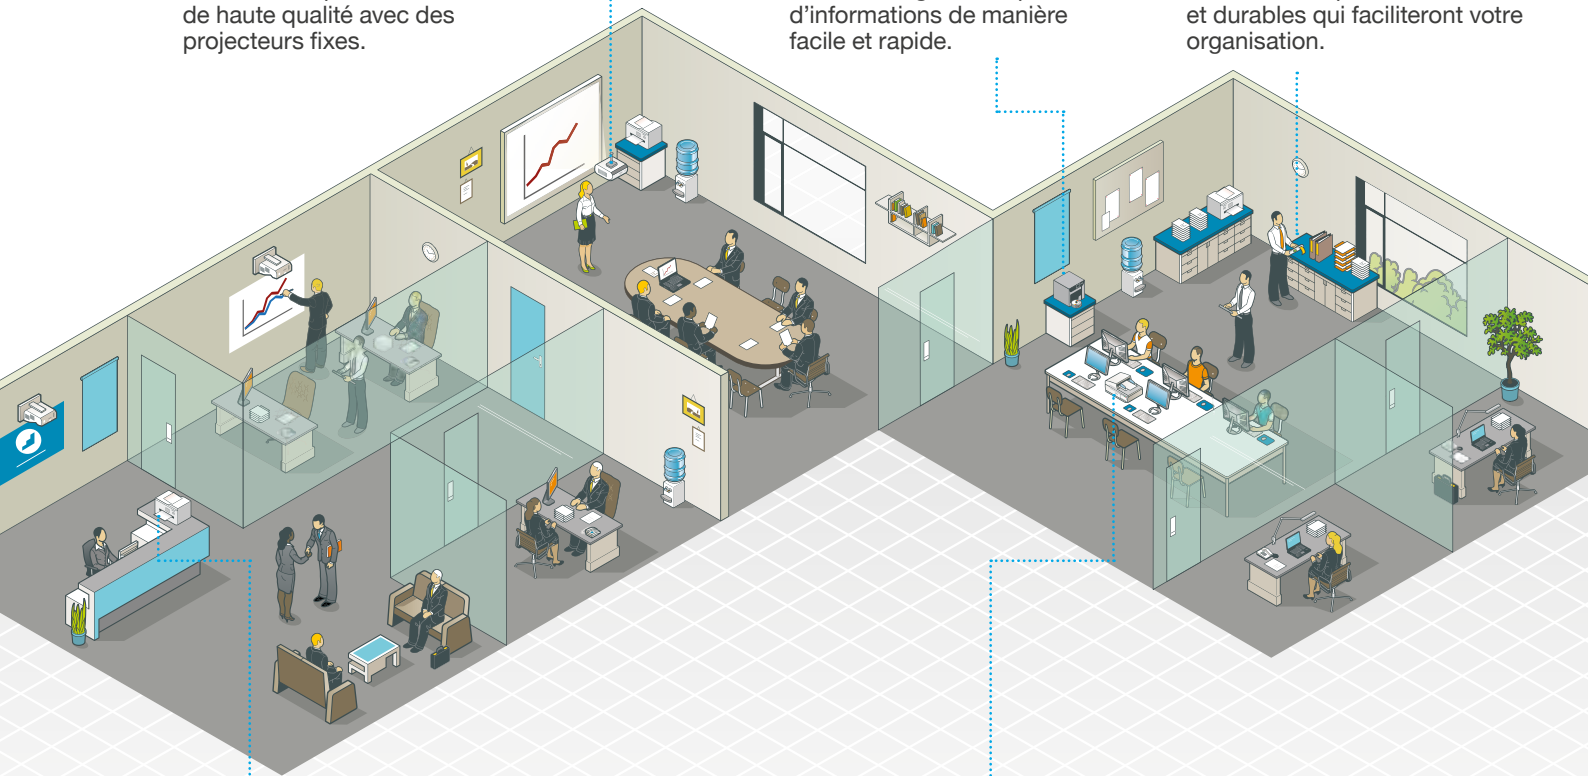 de haute qualité avec des
projecteurs fixes.
d’informations de manière
facile et rapide.
et durables qui faciliteront votre
organisation.